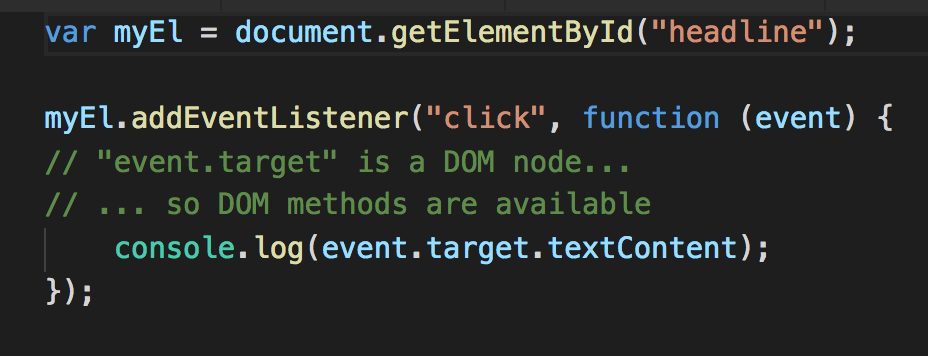 var myEl = document.getElementById("headline");
myEl.addEventListener("click", function (event) {
// "event.target" is a DOM node...
// ... so DOM methods are available
console.log(event.target.textContent);
});